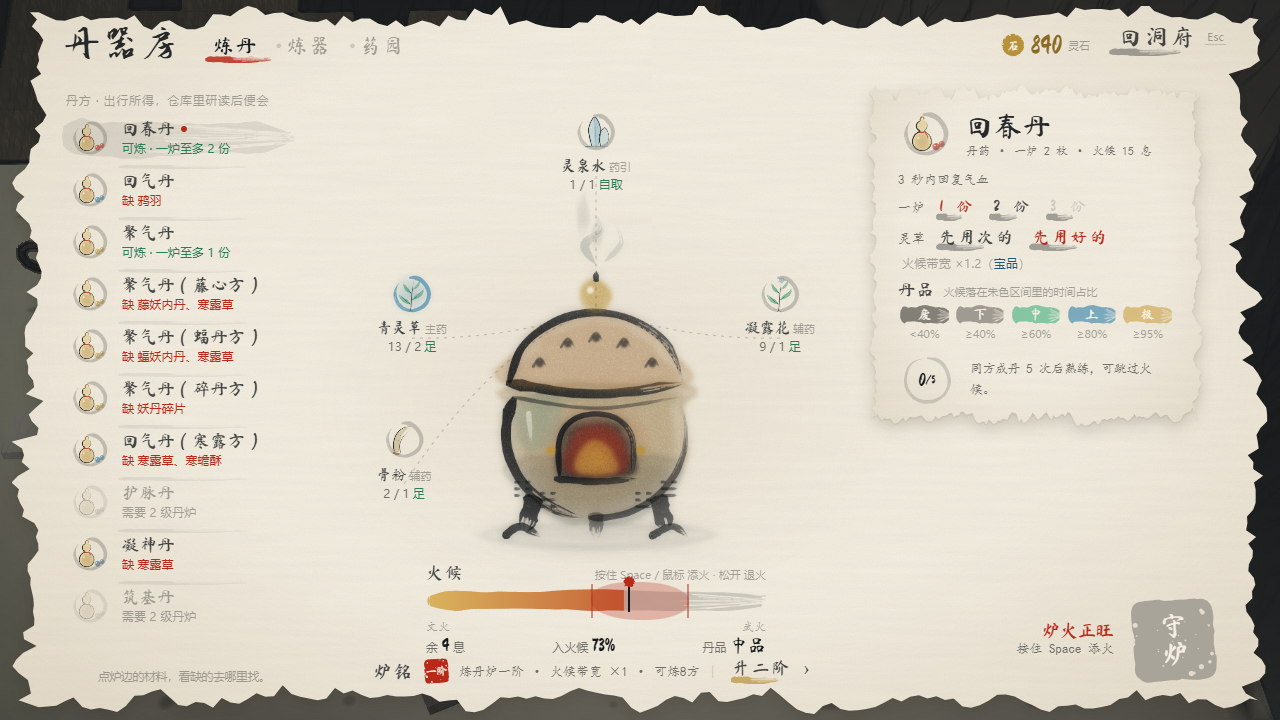 丹器房 炼丹 · 炼器 · 药园
石 840 灵石 回洞府 Esc
丹方 · 出行所得，仓库里研读后便会
回春丹
可炼 · 一炉至多 2 份
回气丹
缺 鸦羽
聚气丹
可炼 · 一炉至多 1 份
聚气丹（藤心方）
缺 藤妖内丹、寒露草
聚气丹（蝠丹方）
缺 蝠妖内丹、寒露草
聚气丹（碎丹方）
缺 妖丹碎片
回气丹（寒露方）
缺 寒露草、寒蟾酥
护脉丹
需要 2 级丹炉
凝神丹
缺 寒露草
筑基丹
需要 2 级丹炉
点炉边的材料，看缺的去哪里找。
灵泉水 药引
1 / 1 自取
青灵草 主药
13 / 2 足
凝露花 辅药
9 / 1 足
骨粉 辅药
2 / 1 足
火候 按住 Space / 鼠标 添火 · 松开 退火
文火 武火
余 4 息 入火候 73% 丹品 中品
炉铭 一阶 炼丹炉一阶 • 火候带宽 ×1 • 可炼8方 | 升二阶 ›
回春丹
丹药 • 一炉 2 枚 • 火候 15 息
3 秒内回复气血
一炉 1 份 2 份 3 份
灵草 先用次的 先用好的
火候带宽 ×1.2（宝品）
丹品 火候落在朱色区间里的时间占比
废 下 中 上 极
<40% ≥40% ≥60% ≥80% ≥95%
0/5 同方成丹 5 次后熟练，可跳过火
候。
炉火正旺
按住 Space 添火
守
炉